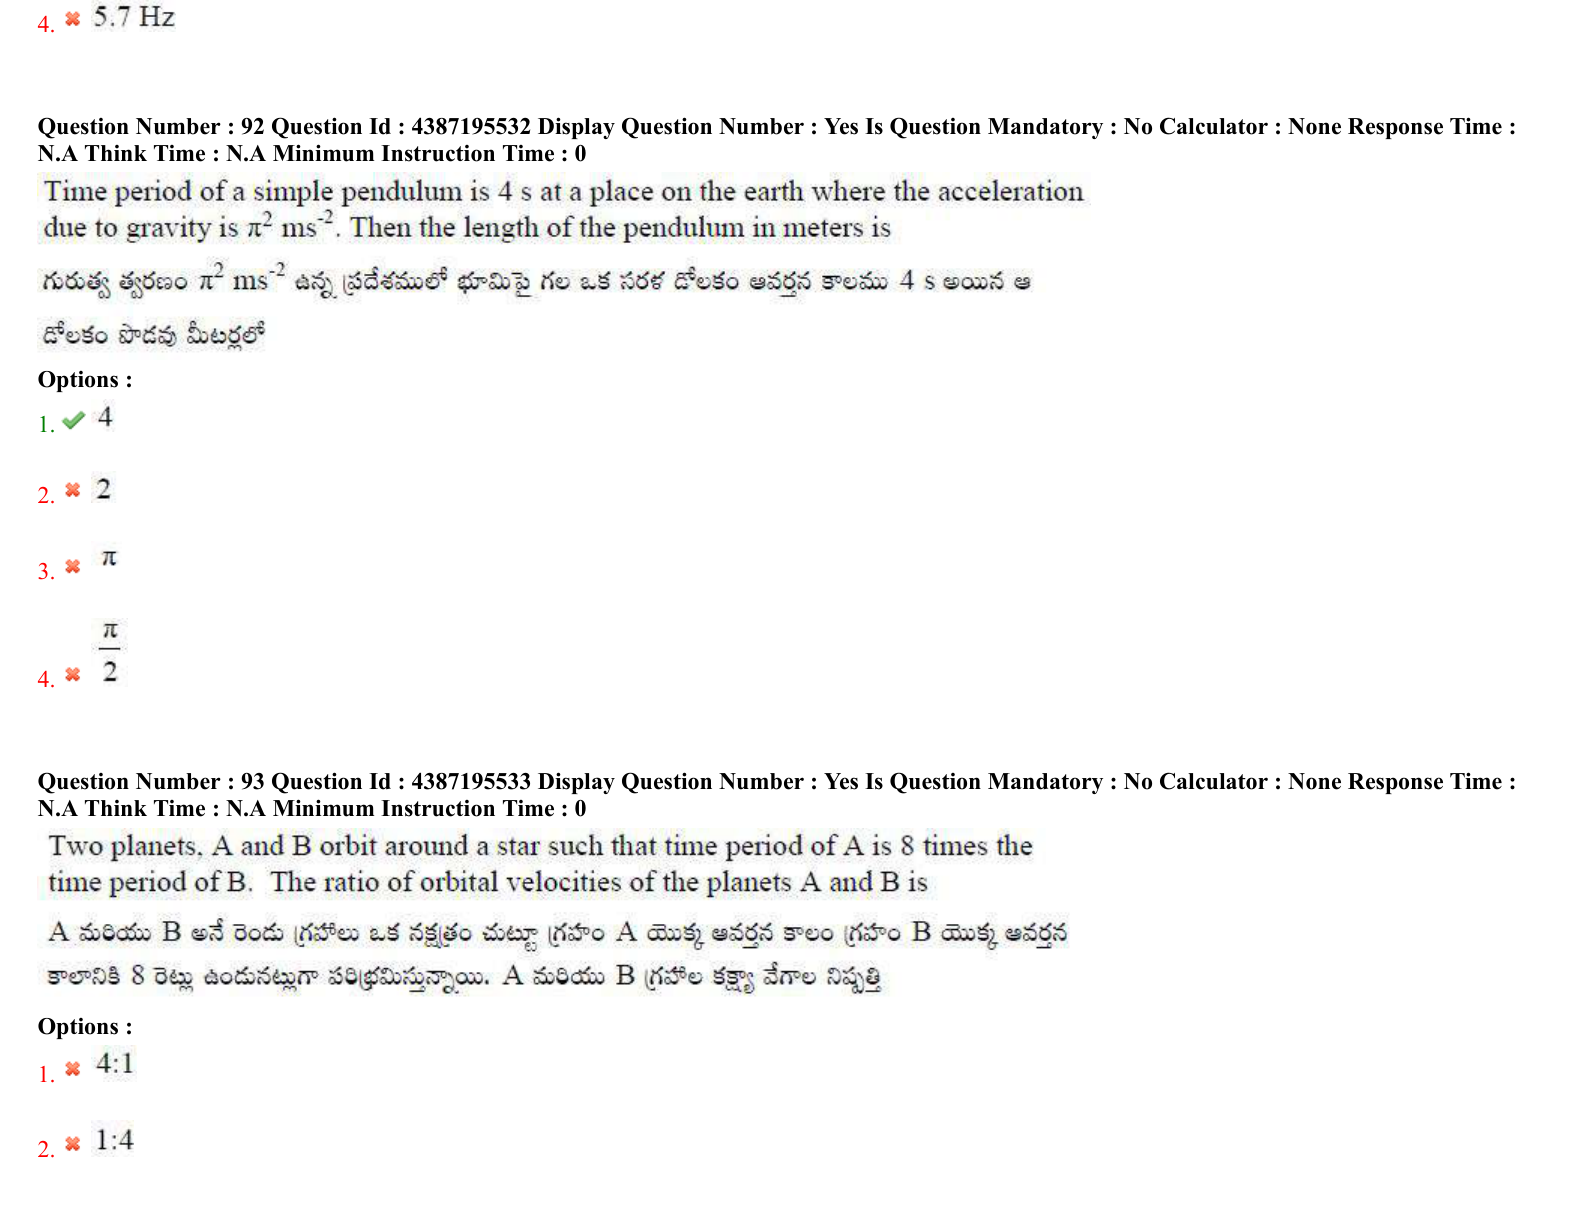 4. 5.7 Hz
Question Number : 92 Question Id : 4387195532 Display Question Number : Yes Is Question Mandatory : No Calculator : None Response Time :
N.A Think Time : N.A Minimum Instruction Time : 0
Time period of a simple pendulum is 4 s at a place on the earth where the acceleration
due to gravity is π² ms⁻². Then the length of the pendulum in meters is
గురుత్వ త్వరణం π² ms⁻² ఉన్న ప్రదేశములో భూమిపై గల ఒక సరళ డోలకం ఆవర్తన కాలము 4 s అయిన ఆ
డోలకం పొడవు మీటర్లలో
Options :
1. 4
2. 2
3. π
4. π/2
Question Number : 93 Question Id : 4387195533 Display Question Number : Yes Is Question Mandatory : No Calculator : None Response Time :
N.A Think Time : N.A Minimum Instruction Time : 0
Two planets, A and B orbit around a star such that time period of A is 8 times the
time period of B. The ratio of orbital velocities of the planets A and B is
A మరియు B అనే రెండు గ్రహాలు ఒక నక్షత్రం చుట్టూ గ్రహం A యొక్క ఆవర్తన కాలం గ్రహం B యొక్క ఆవర్తన
కాలానికి 8 రెట్లు ఉండునట్లుగా పరిభ్రమిస్తున్నాయి. A మరియు B గ్రహాల కక్ష్యా వేగాల నిష్పత్తి
Options :
1. 4:1
2. 1:4